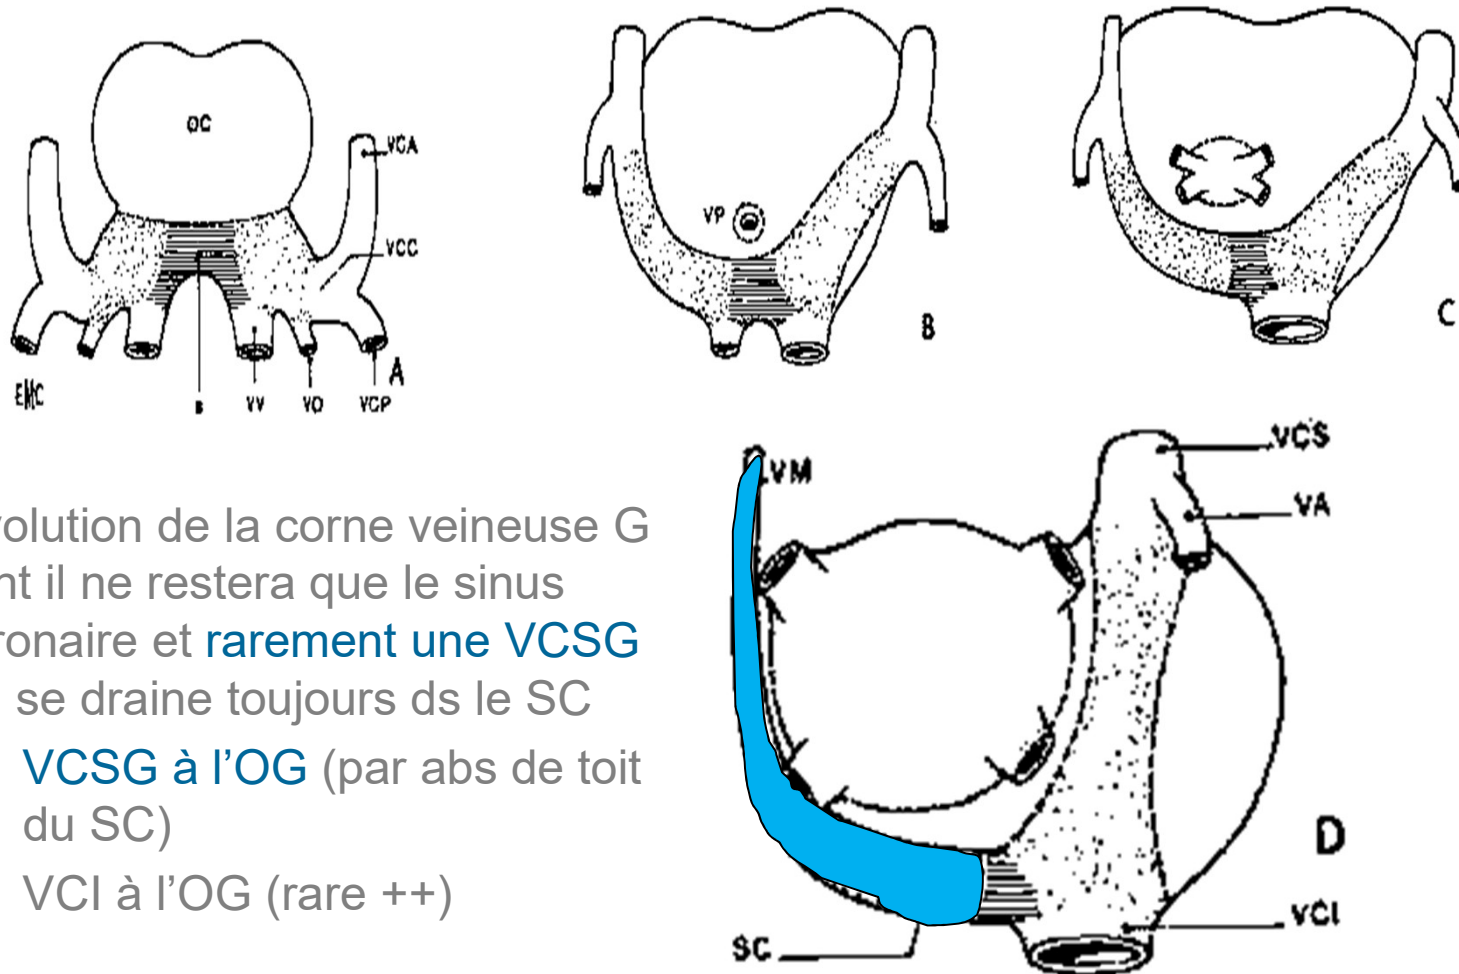 OC
VCA
VCC
A
EMC
B
VV
VO
VCP
VP
B
C
volution de la corne veineuse G
nt il ne restera que le sinus
ronaire et rarement une VCSG
se draine toujours ds le SC
VCSG à l’OG (par abs de toit
du SC)
VCI à l’OG (rare ++)
VM
VCS
VA
D
VCI
SC